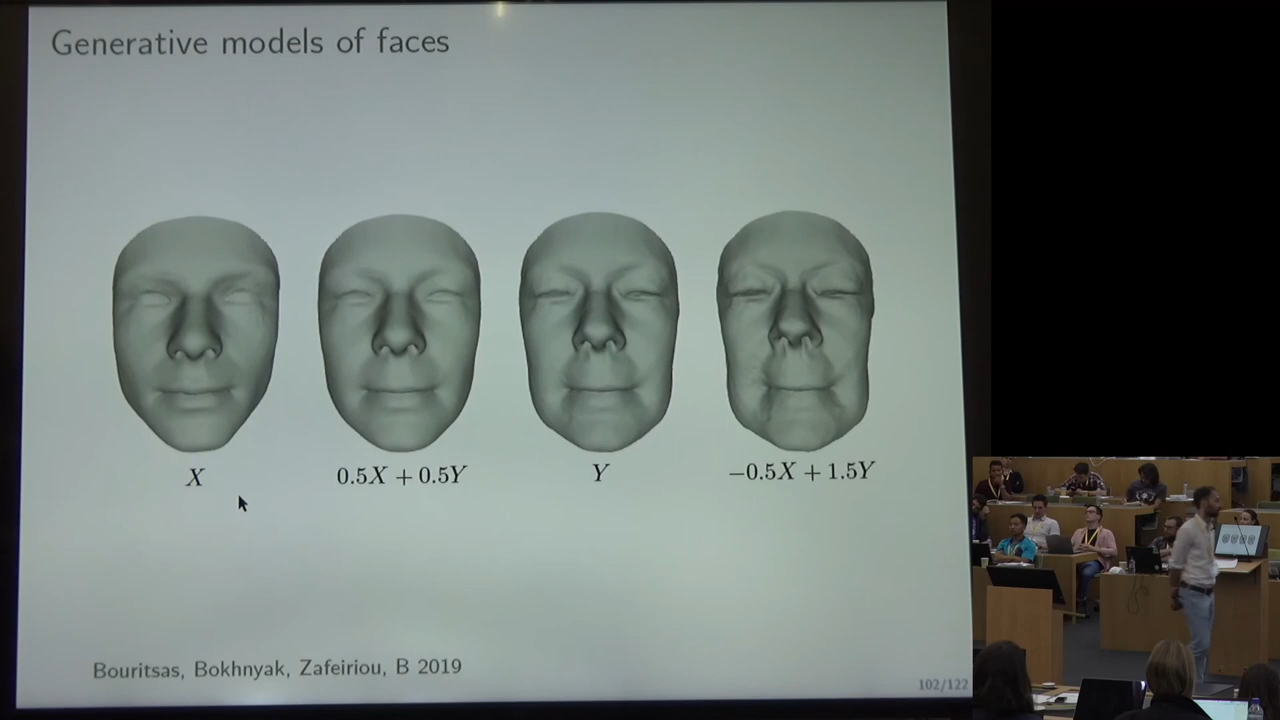 Generative models of faces
X
0.5X + 0.5Y
Y
−0.5X + 1.5Y
Bouritsas, Bokhnyak, Zafeiriou, B 2019
102/122